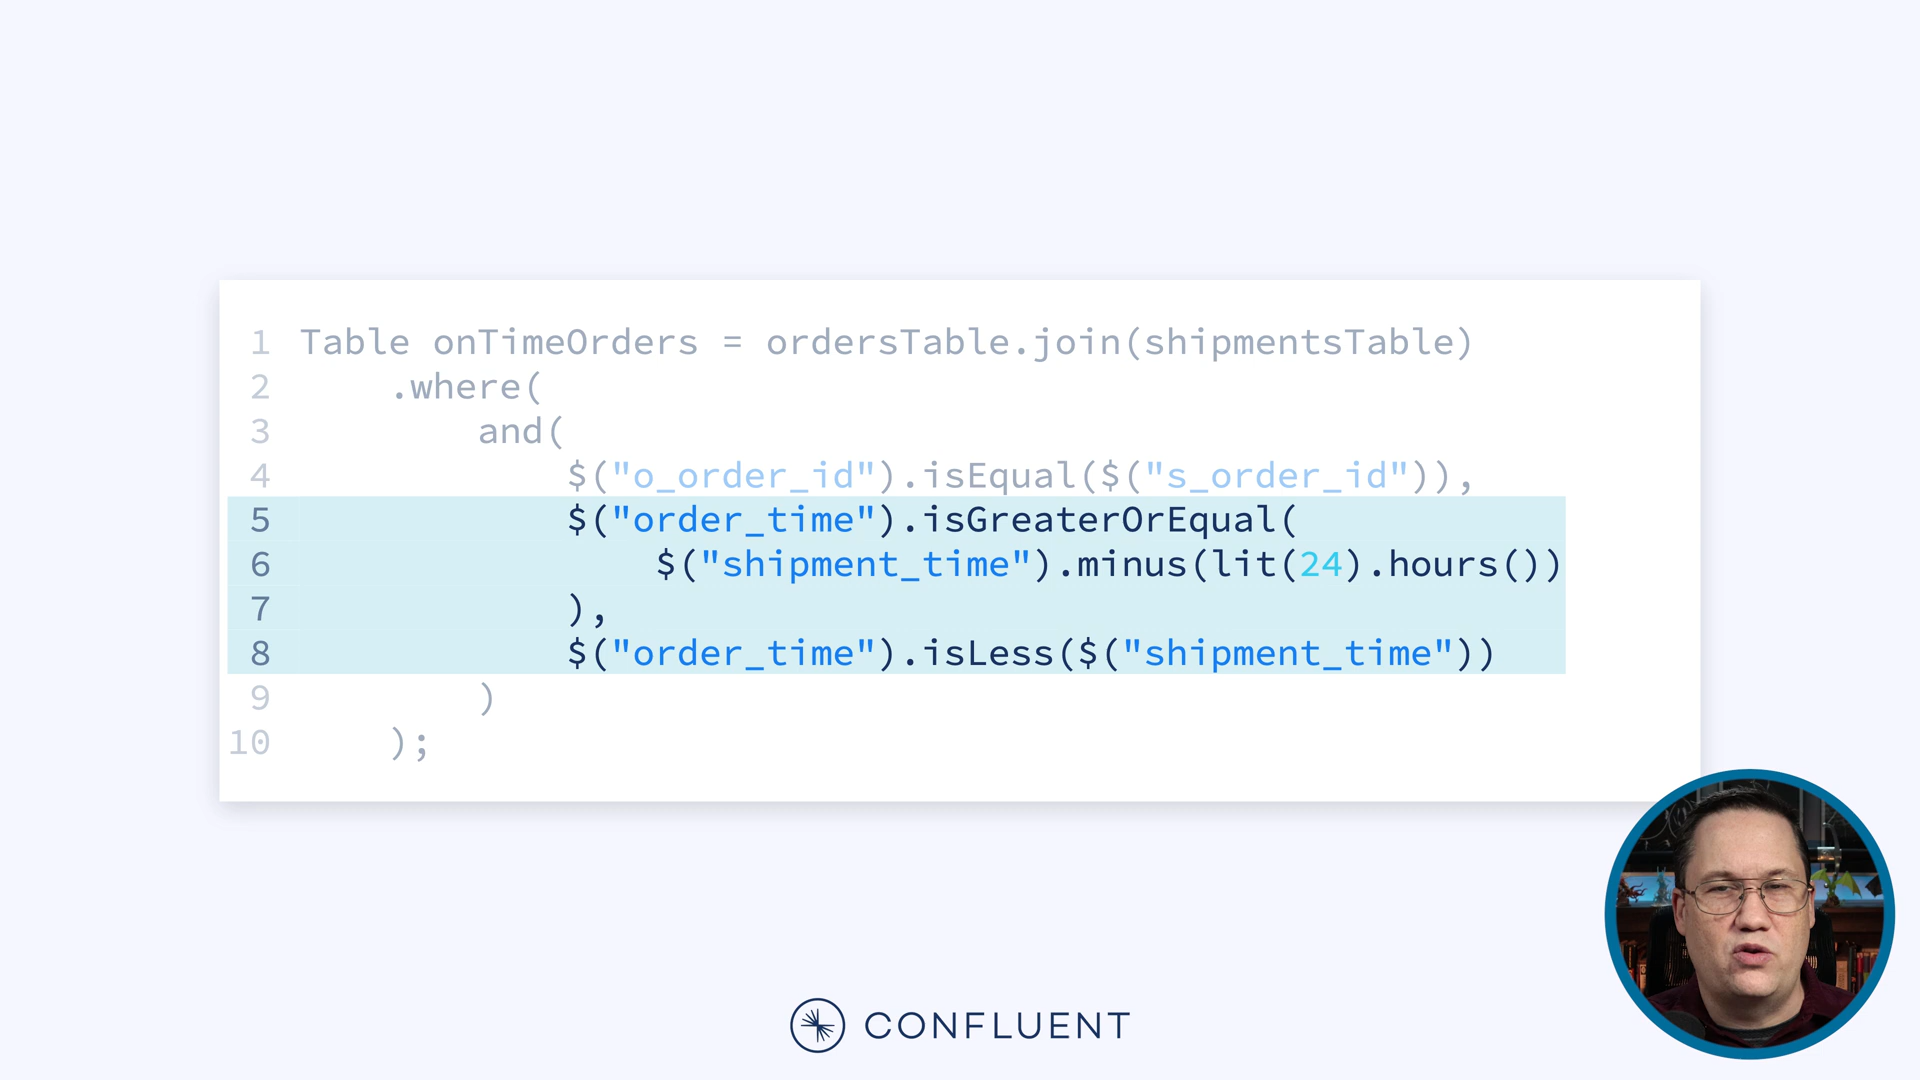 1 Table onTimeOrders = ordersTable.join(shipmentsTable)
2 .where(
3 and(
4 $("o_order_id").isEqual($("s_order_id")),
5 $("order_time").isGreaterOrEqual(
6 $("shipment_time").minus(lit(24).hours())
7 ),
8 $("order_time").isLess($("shipment_time"))
9 )
10 );
CONFLUENT